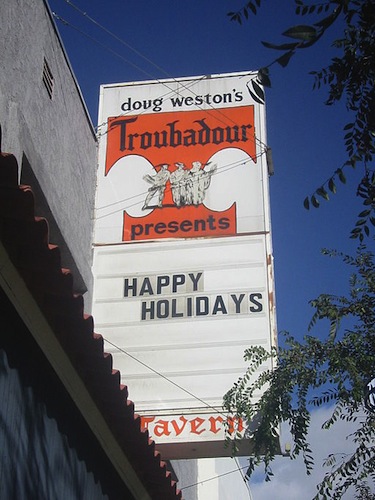 doug weston's
Troubadour
presents
HAPPY
HOLIDAYS
Tavern